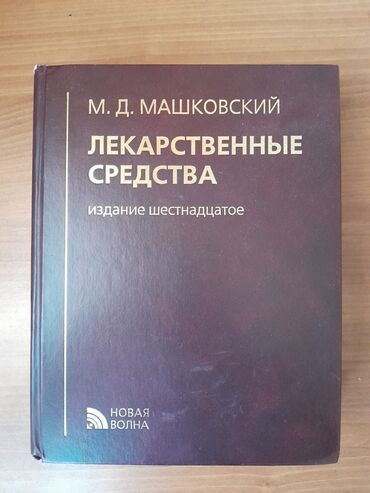 М. Д. МАШКОВСКИЙ
ЛЕКАРСТВЕННЫЕ
СРЕДСТВА
издание шестнадцатое
НОВАЯ
ВОЛНА